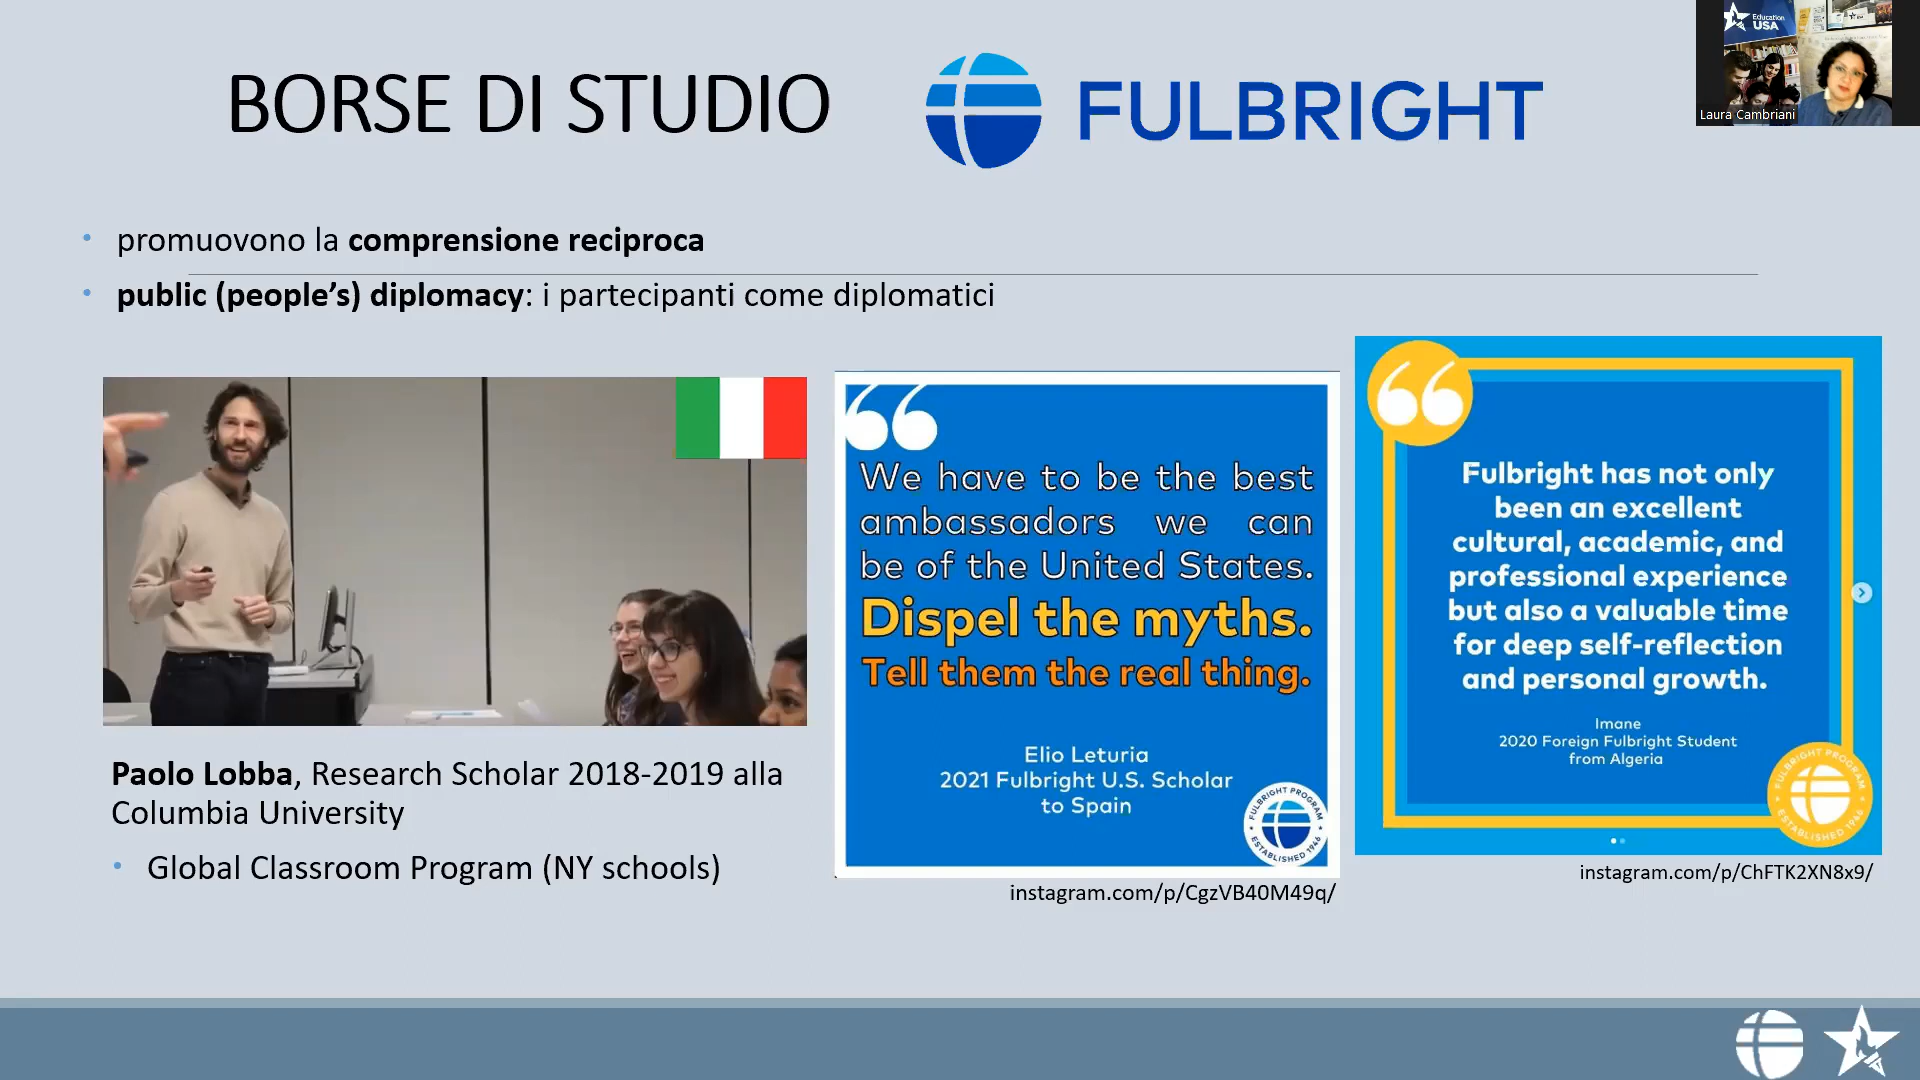 BORSE DI STUDIO
FULBRIGHT
Education
USA
Laura Cambriani
• promuovono la comprensione reciproca
• public (people’s) diplomacy: i partecipanti come diplomatici
Paolo Lobba, Research Scholar 2018-2019 alla
Columbia University
• Global Classroom Program (NY schools)
“
We have to be the best
ambassadors we can
be of the United States.
Dispel the myths.
Tell them the real thing.
Elio Leturia
2021 Fulbright U.S. Scholar
to Spain
FULBRIGHT PROGRAM
ESTABLISHED 1946
instagram.com/p/CgzVB40M49q/
“
Fulbright has not only
been an excellent
cultural, academic, and
professional experience
but also a valuable time
for deep self-reflection
and personal growth.
Imane
2020 Foreign Fulbright Student
from Algeria
FULBRIGHT PROGRAM
ESTABLISHED 1946
instagram.com/p/ChFTK2XN8x9/